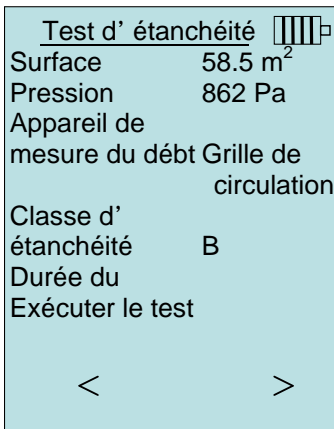 Test d’ étanchéité
Surface 58.5 m²
Pression 862 Pa
Appareil de
mesure du débt Grille de
circulation
Classe d’
étanchéité B
Durée du
Exécuter le test
< >